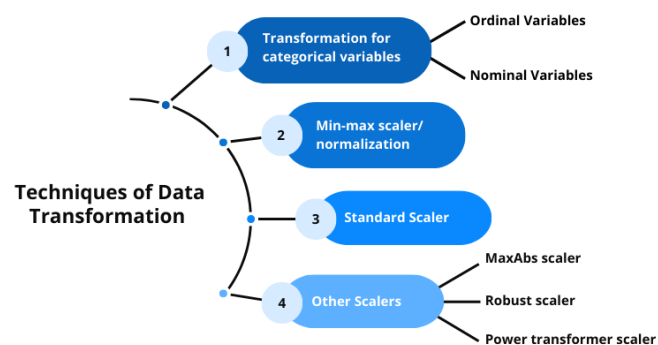 Techniques of Data
Transformation
1
Transformation for
categorical variables
Ordinal Variables
Nominal Variables
2
Min-max scaler/
normalization
3
Standard Scaler
4
Other Scalers
MaxAbs scaler
Robust scaler
Power transformer scaler